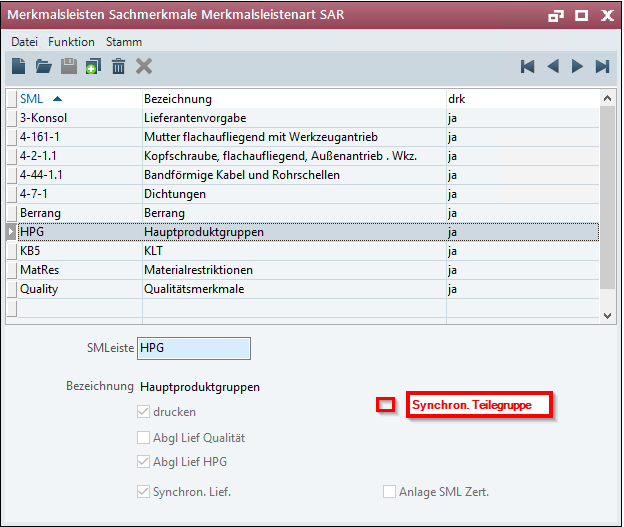 Merkmalsleisten Sachmerkmale Merkmalsleistenart SAR
Datei Funktion Stamm
SML Bezeichnung drk
3-Konsol Lieferantenvorgabe ja
4-161-1 Mutter flachaufliegend mit Werkzeugantrieb ja
4-2-1.1 Kopfschraube, flachaufliegend, Außenantrieb . Wkz. ja
4-44-1.1 Bandförmige Kabel und Rohrschellen ja
4-7-1 Dichtungen ja
Berrang Berrang ja
HPG Hauptproduktgruppen ja
KB5 KLT ja
MatRes Materialrestriktionen ja
Quality Qualitätsmerkmale ja
SMLeiste HPG
Bezeichnung Hauptproduktgruppen
drucken Synchron. Teilegruppe
Abgl Lief Qualität
Abgl Lief HPG
Synchron. Lief. Anlage SML Zert.